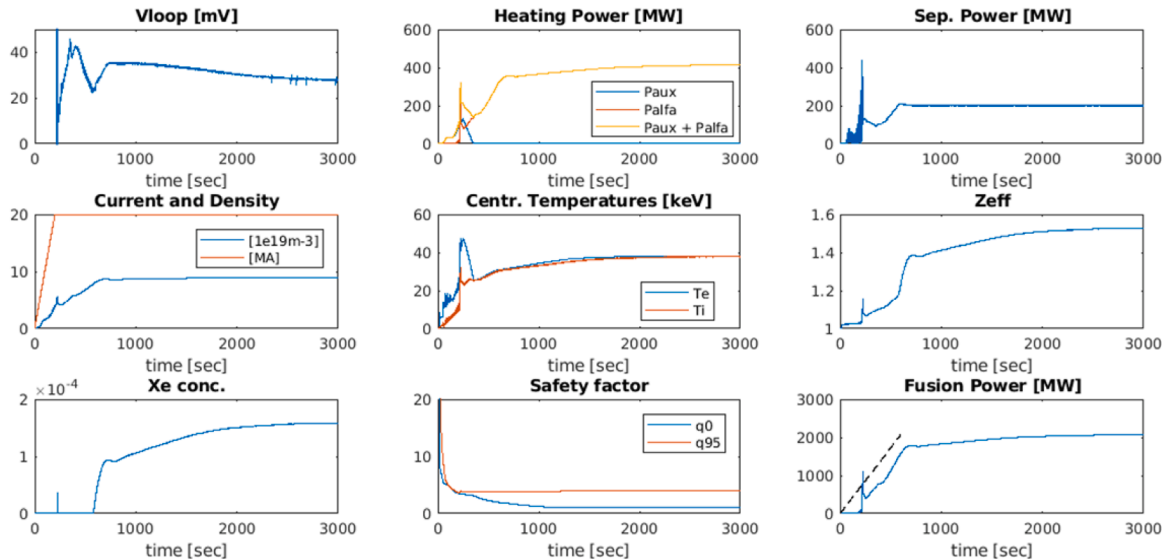 Vloop [mV]
40
20
0
0 1000 2000 3000
time [sec]
Heating Power [MW]
600
400
200
0
Paux
Palfa
Paux + Palfa
0 1000 2000 3000
time [sec]
Sep. Power [MW]
600
400
200
0
0 1000 2000 3000
time [sec]
Current and Density
20
10
0
[1e19m-3]
[MA]
0 1000 2000 3000
time [sec]
Centr. Temperatures [keV]
60
40
20
0
Te
Ti
0 1000 2000 3000
time [sec]
Zeff
1.6
1.4
1.2
1
0 1000 2000 3000
time [sec]
Xe conc.
×10⁻⁴
2
1
0
0 1000 2000 3000
time [sec]
Safety factor
20
10
0
q0
q95
0 1000 2000 3000
time [sec]
Fusion Power [MW]
3000
2000
1000
0
0 1000 2000 3000
time [sec]